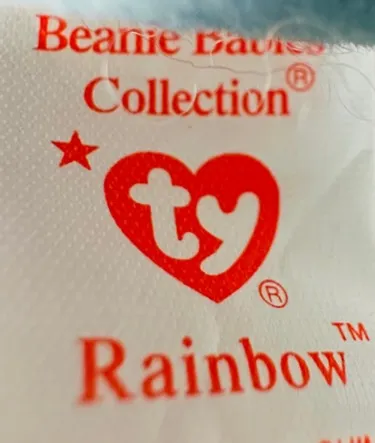 Beanie Babies
Collection®
ty
®
Rainbow™